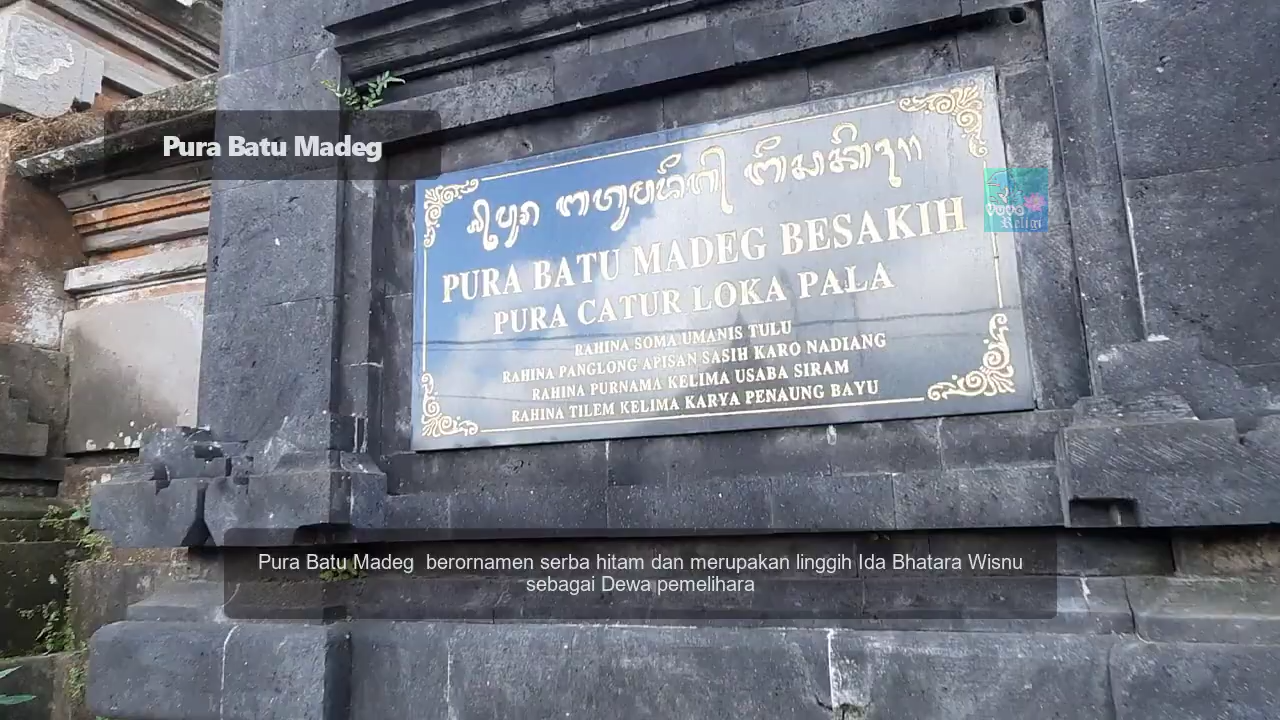 Pura Batu Madeg
PURA BATU MADEG BESAKIH
PURA CATUR LOKA PALA
RAHINA SOMA UMANIS TULU
RAHINA PANGLONG APISAN SASIH KARO NADIANG
RAHINA PURNAMA KELIMA USABA SIRAM
RAHINA TILEM KELIMA KARYA PENAUNG BAYU
Religi
Pura Batu Madeg berornamen serba hitam dan merupakan linggih Ida Bhatara Wisnu
sebagai Dewa pemelihara